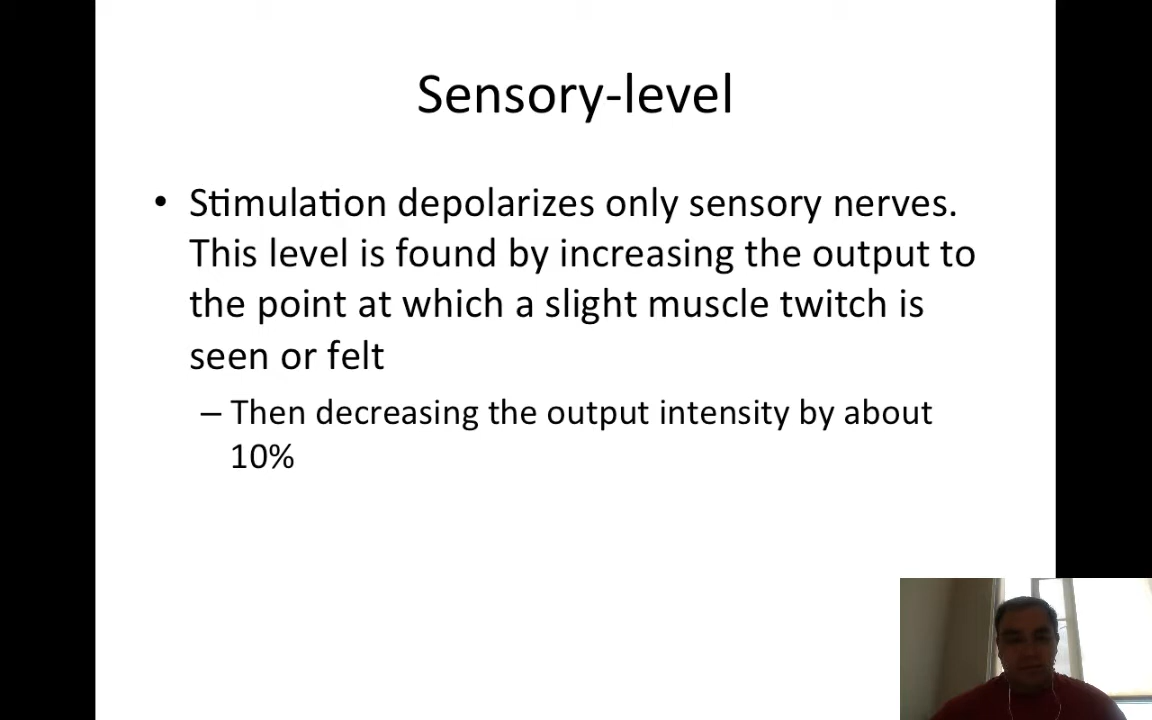 Sensory-level
• Stimulation depolarizes only sensory nerves.
This level is found by increasing the output to
the point at which a slight muscle twitch is
seen or felt
– Then decreasing the output intensity by about
10%